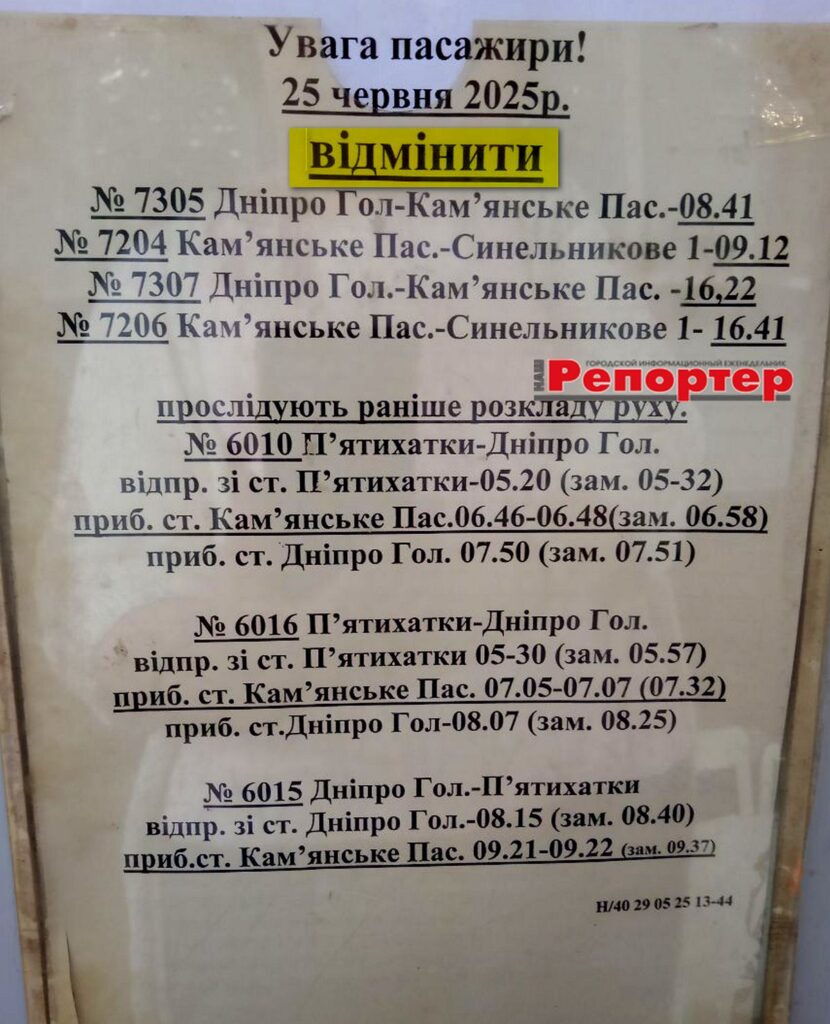 Увага пасажири!
25 червня 2025р.
відмінити
№ 7305 Дніпро Гол-Кам’янське Пас.-08.41
№ 7204 Кам’янське Пас.-Синельникове 1-09.12
№ 7307 Дніпро Гол.-Кам’янське Пас. -16,22
№ 7206 Кам’янське Пас.-Синельникове 1- 16.41
ГОРОДСКОЙ ИНФОРМАЦИОННЫЙ ЕЖЕНЕДЕЛЬНИК
НАШ Репортер
прослідують раніше розкладу руху.
№ 6010 П’ятихатки-Дніпро Гол.
відпр. зі ст. П’ятихатки-05.20 (зам. 05-32)
приб. ст. Кам’янське Пас.06.46-06.48(зам. 06.58)
приб. ст. Дніпро Гол. 07.50 (зам. 07.51)
№ 6016 П’ятихатки-Дніпро Гол.
відпр. зі ст. П’ятихатки 05-30 (зам. 05.57)
приб. ст. Кам’янське Пас. 07.05-07.07 (07.32)
приб. ст.Дніпро Гол-08.07 (зам. 08.25)
№ 6015 Дніпро Гол.-П’ятихатки
відпр. зі ст. Дніпро Гол.-08.15 (зам. 08.40)
приб.ст. Кам’янське Пас. 09.21-09.22 (зам. 09.37)
Н/40 29 05 25 13-44